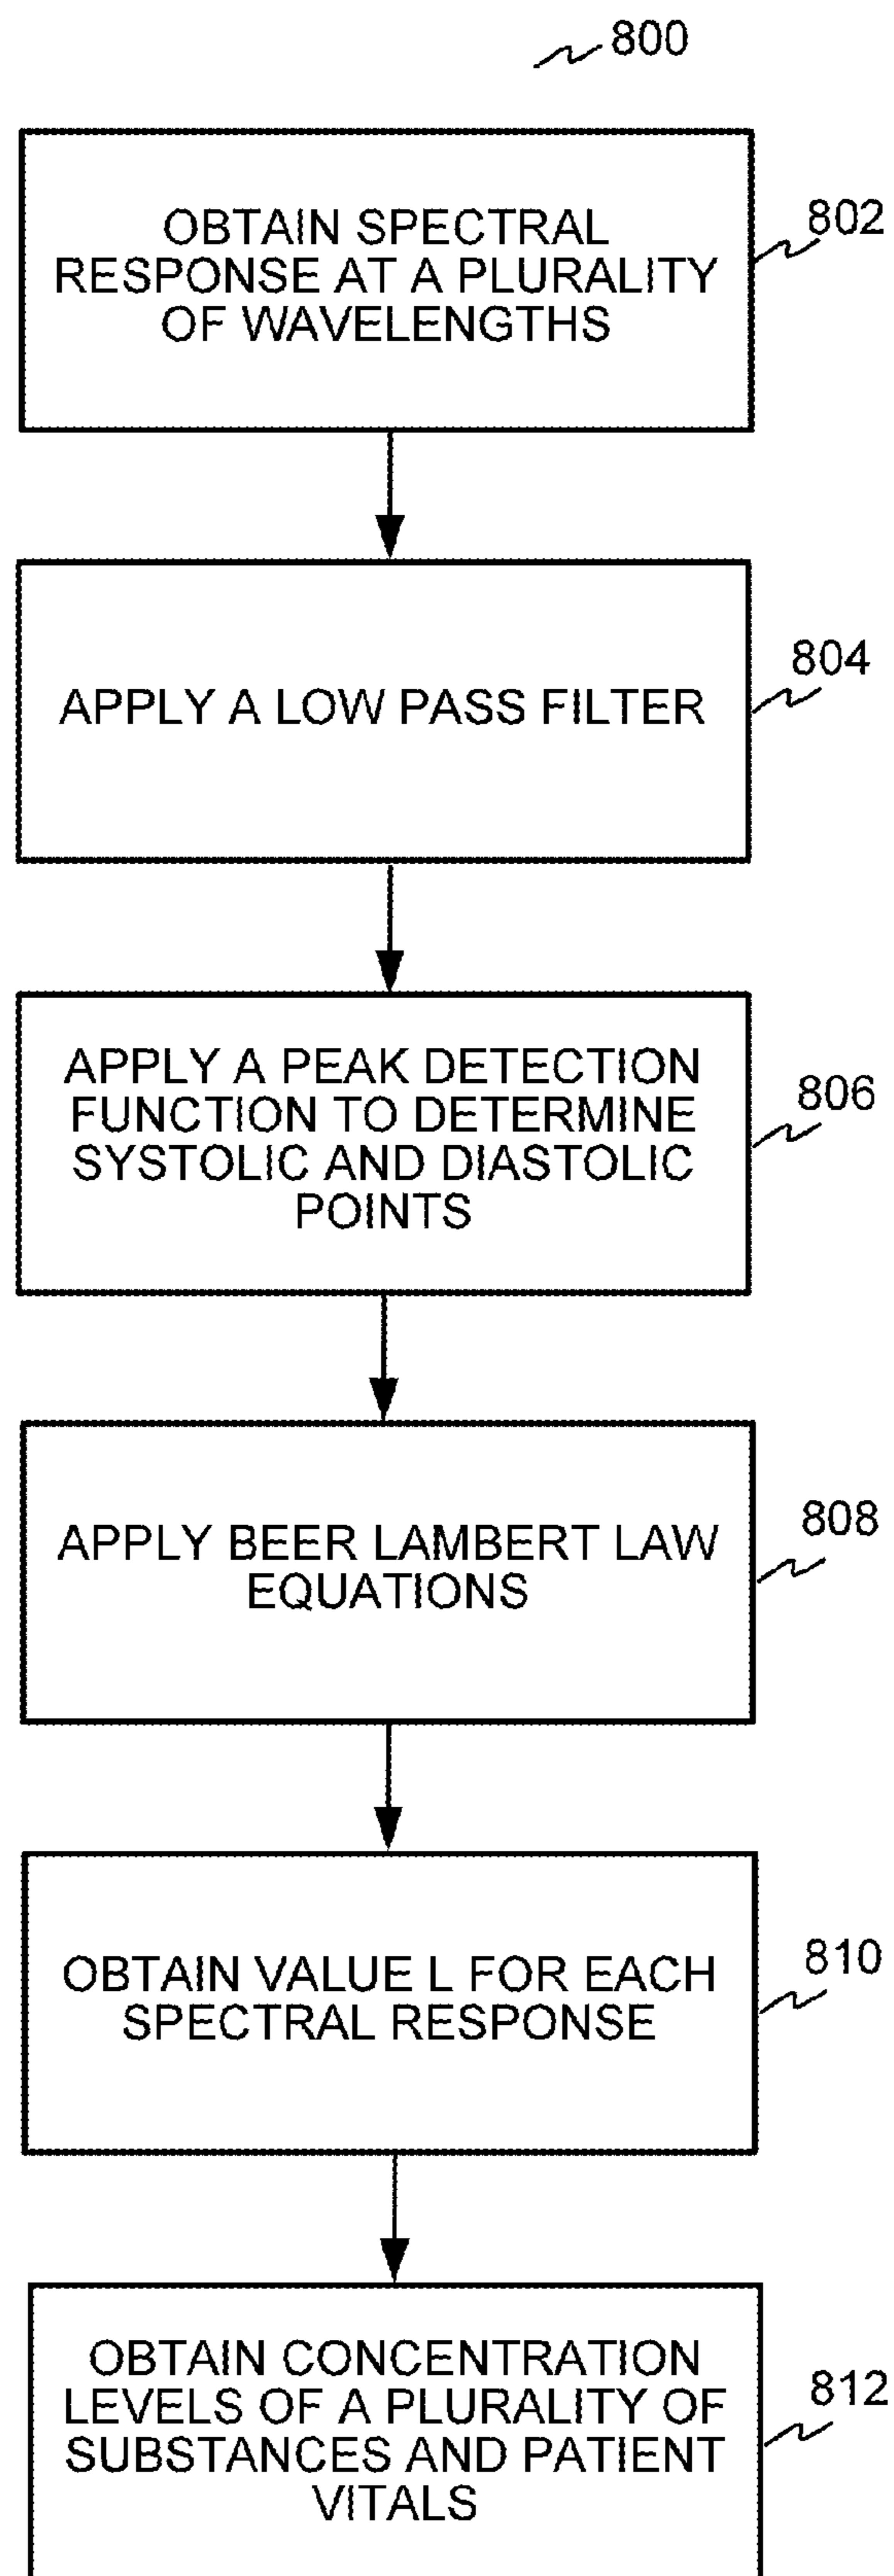 800
OBTAIN SPECTRAL
RESPONSE AT A PLURALITY
OF WAVELENGTHS
802
APPLY A LOW PASS FILTER
804
APPLY A PEAK DETECTION
FUNCTION TO DETERMINE
SYSTOLIC AND DIASTOLIC
POINTS
806
APPLY BEER LAMBERT LAW
EQUATIONS
808
OBTAIN VALUE L FOR EACH
SPECTRAL RESPONSE
810
OBTAIN CONCENTRATION
LEVELS OF A PLURALITY OF
SUBSTANCES AND PATIENT
VITALS
812